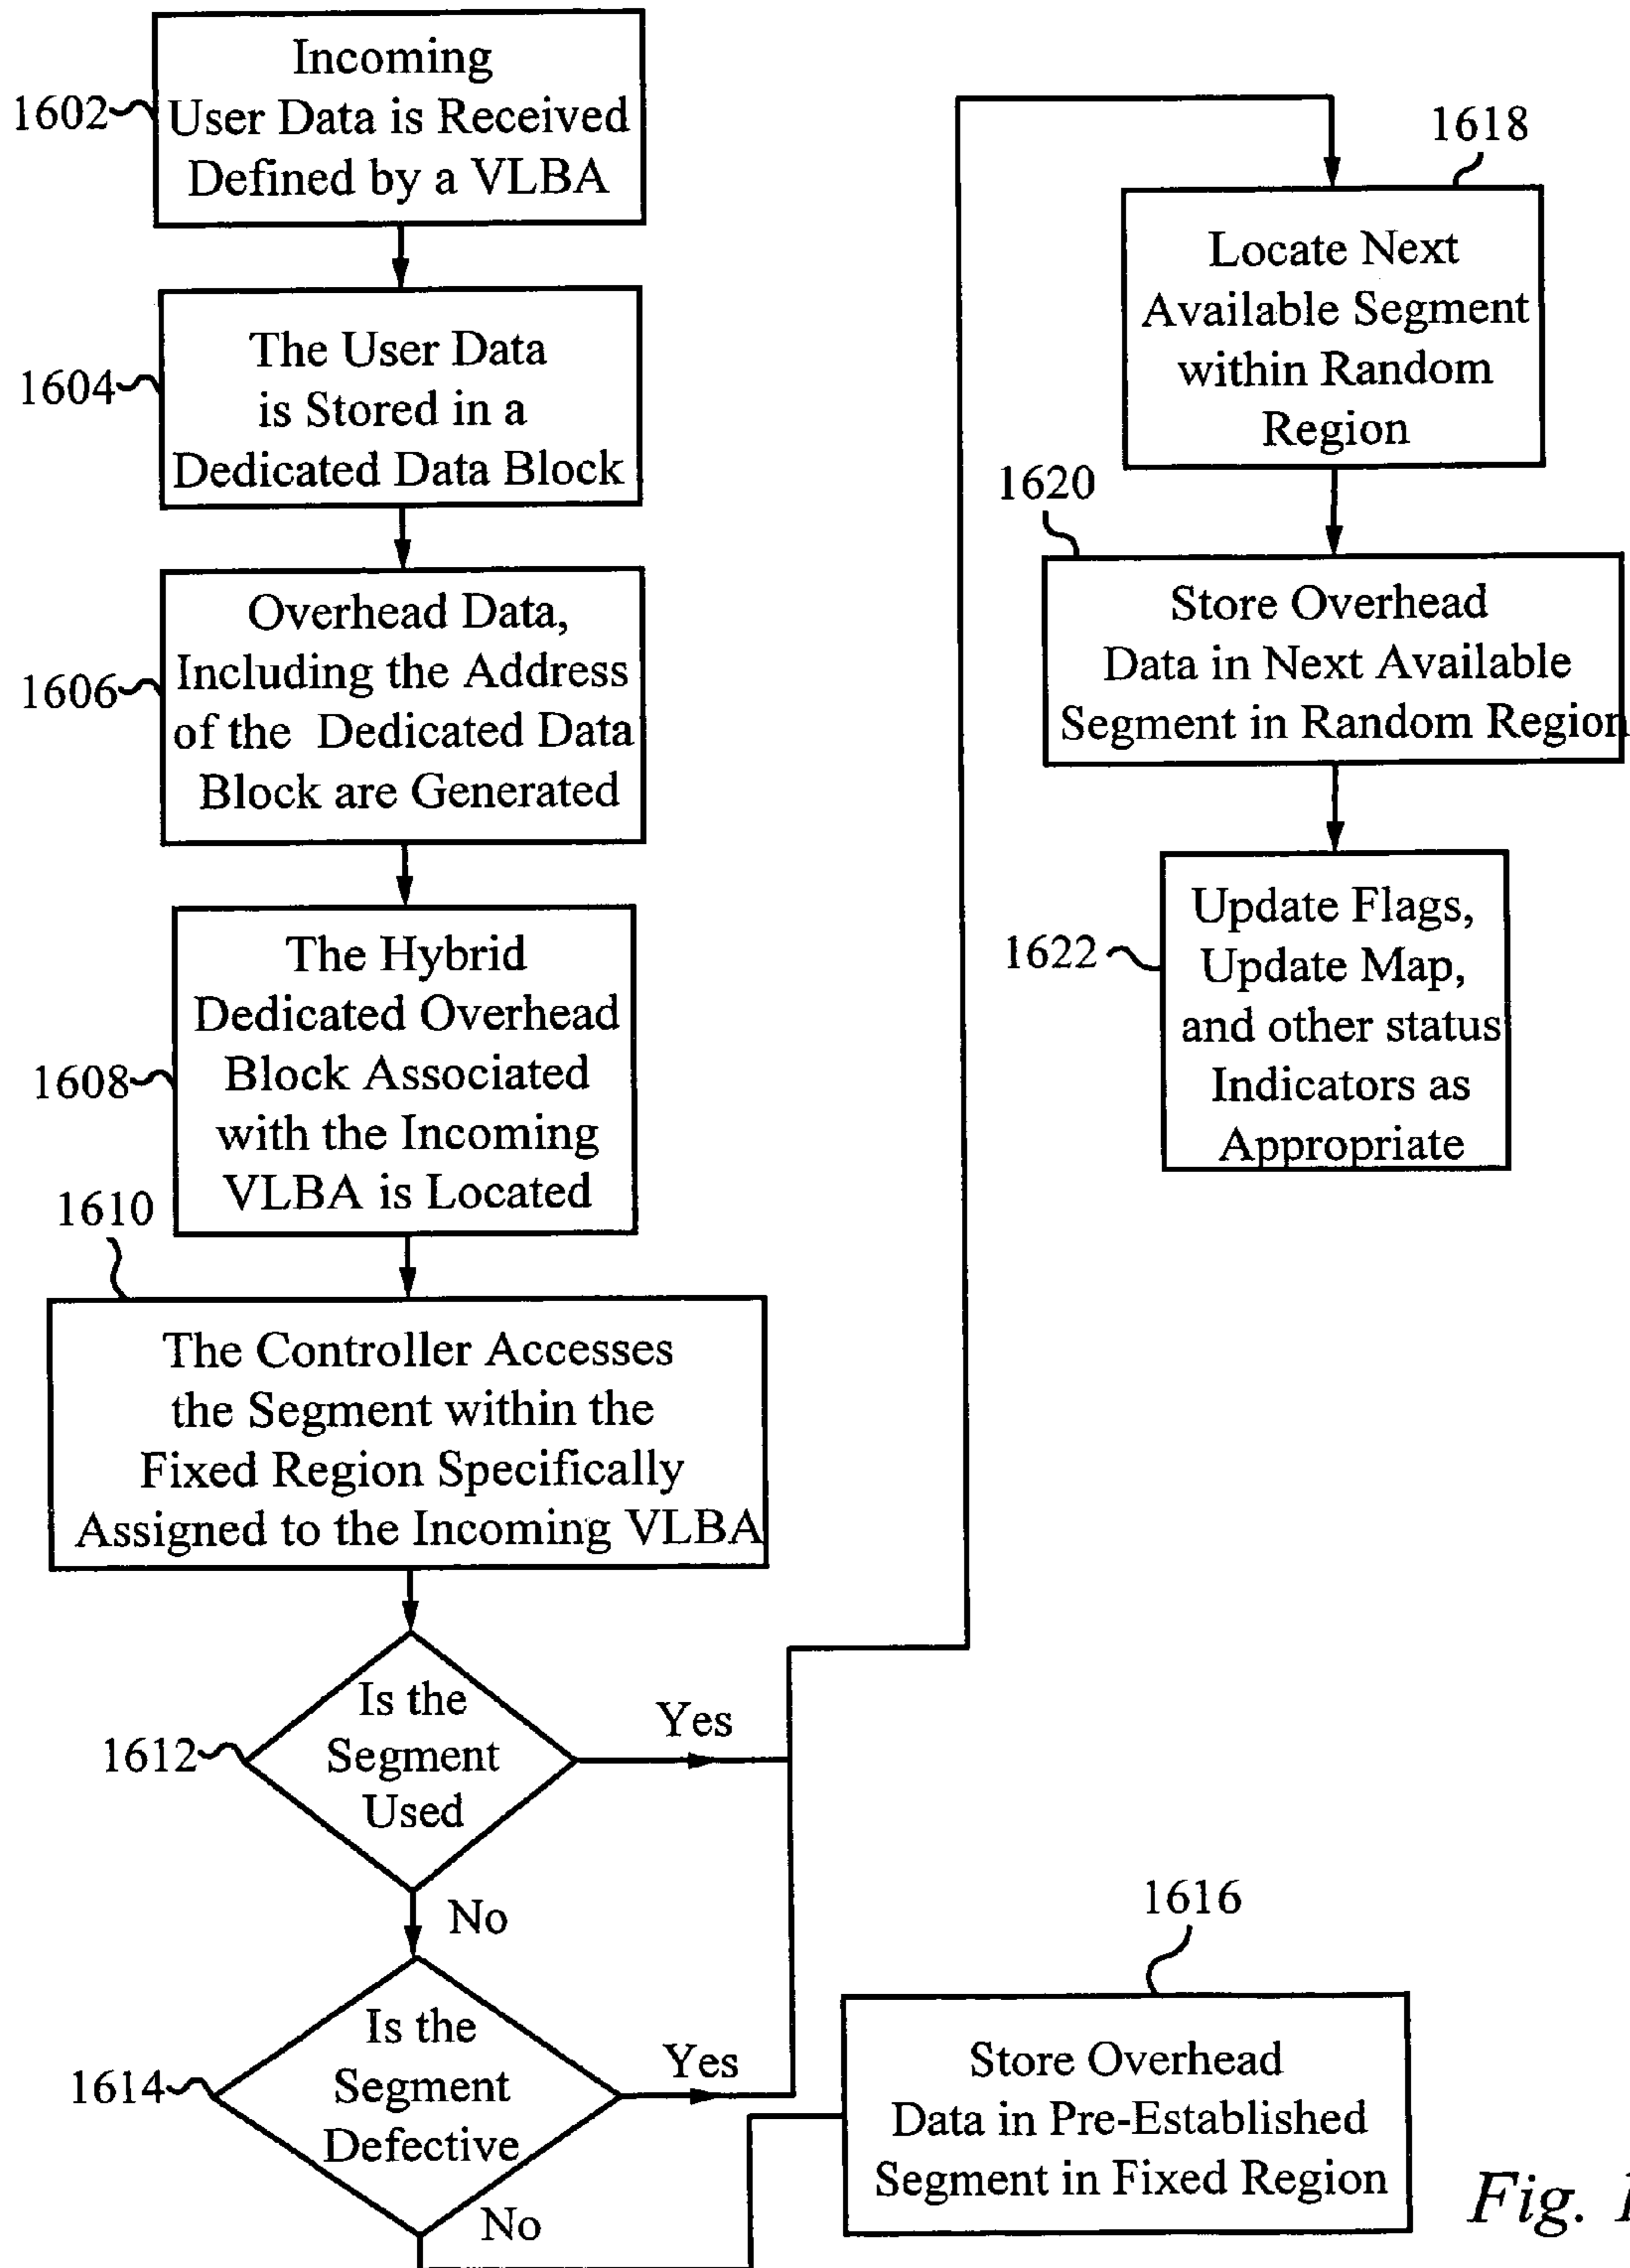 Incoming
1602
User Data is Received
Defined by a VLBA
The User Data
1604
is Stored in a
Dedicated Data Block
Overhead Data,
Including the Address
1606
of the Dedicated Data
Block are Generated
The Hybrid
Dedicated Overhead
1608
Block Associated
with the Incoming
VLBA is Located
1610
The Controller Accesses
the Segment within the
Fixed Region Specifically
Assigned to the Incoming VLBA
Is the
1612
Segment
Used
Yes
No
Is the
1614
Segment
Defective
Yes
No
1616
Store Overhead
Data in Pre-Established
Segment in Fixed Region
1618
Locate Next
Available Segment
within Random
Region
1620
Store Overhead
Data in Next Available
Segment in Random Region
Update Flags,
1622
Update Map,
and other status
Indicators as
Appropriate
Fig.